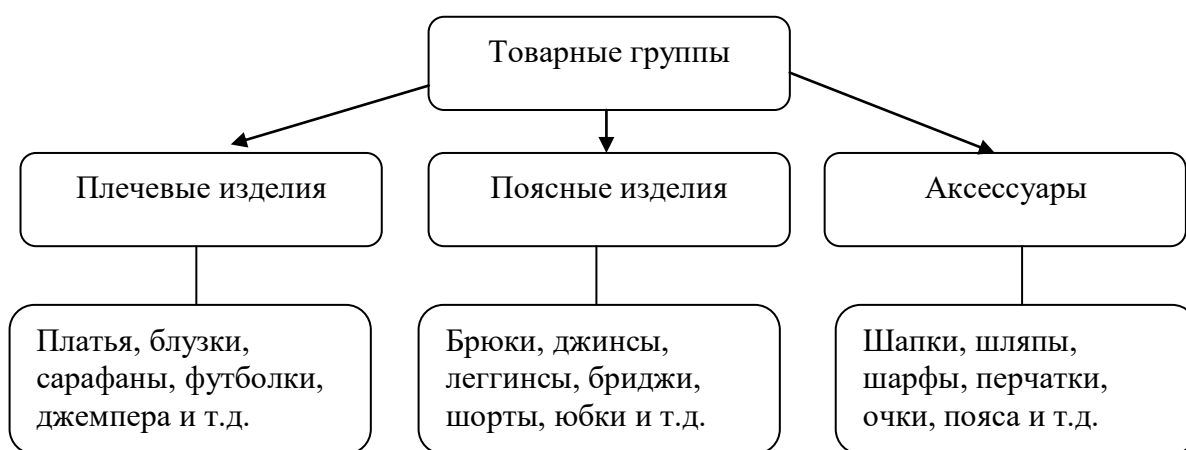 Товарные группы
Плечевые изделия
Поясные изделия
Аксессуары
Платья, блузки,
сарафаны, футболки,
джемпера и т.д.
Брюки, джинсы,
леггинсы, бриджи,
шорты, юбки и т.д.
Шапки, шляпы,
шарфы, перчатки,
очки, пояса и т.д.